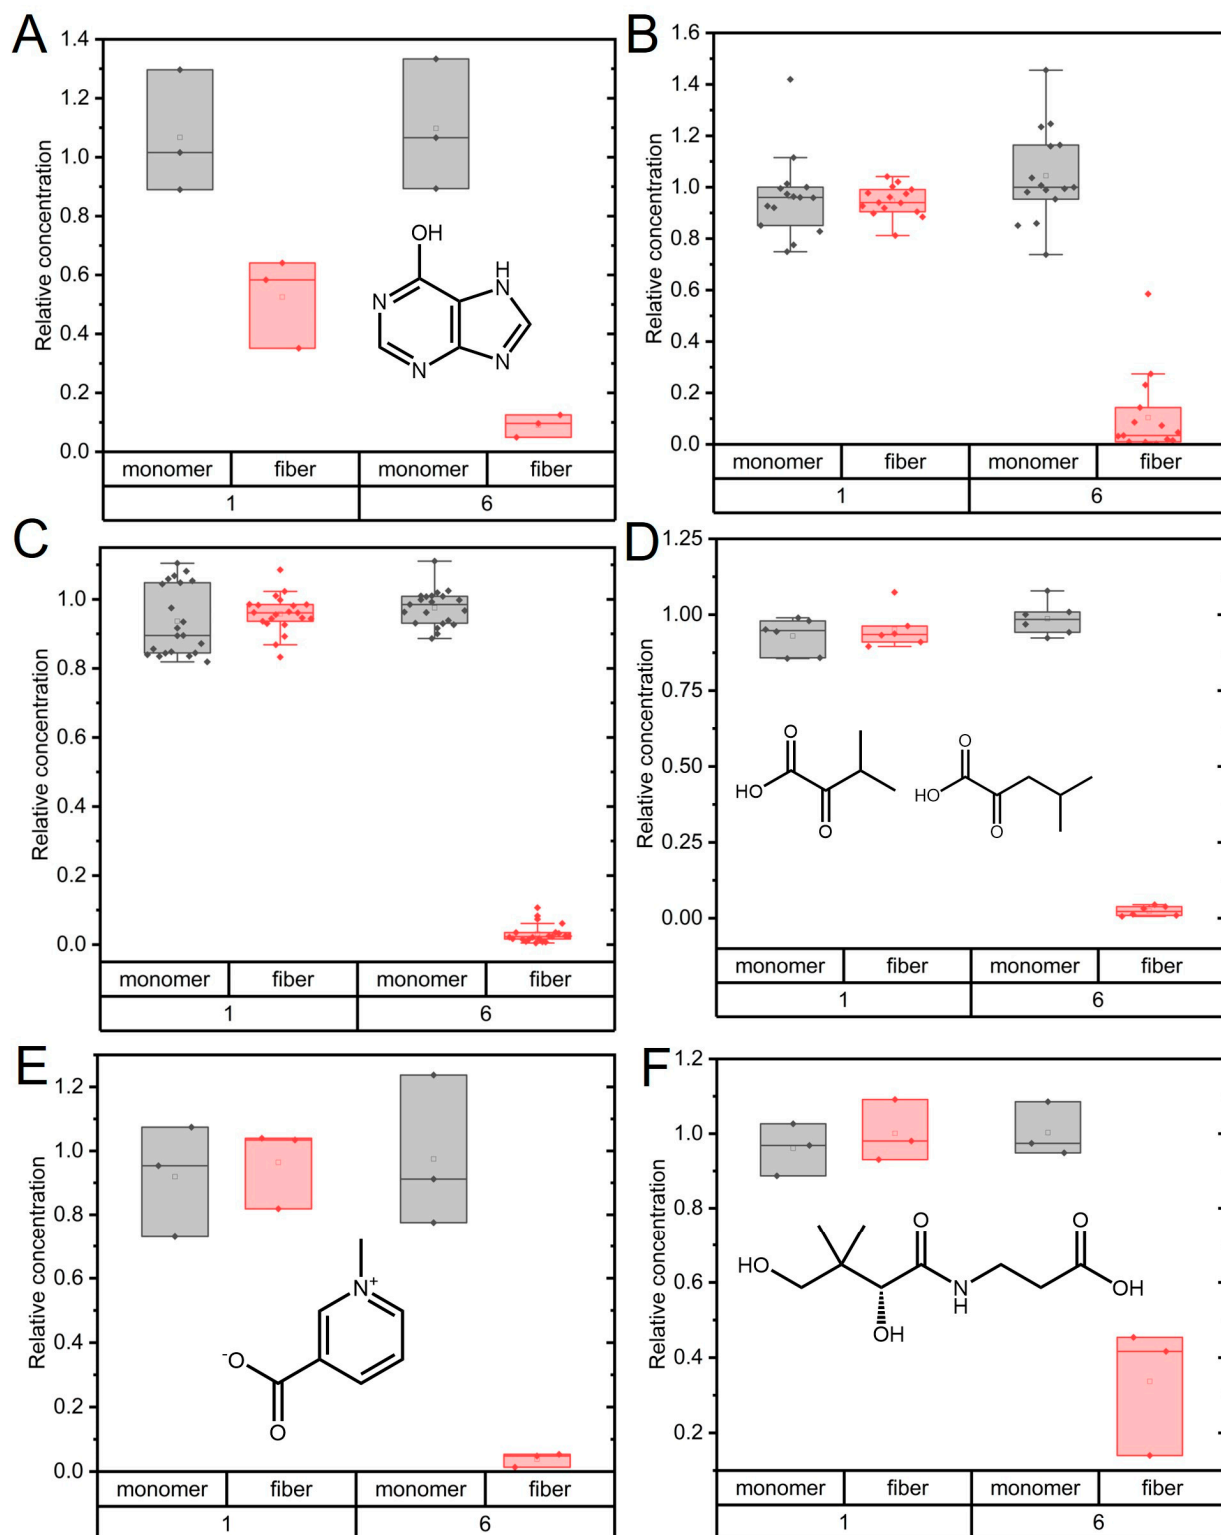 A
Relative concentration
1.4
1.2
1.0
0.8
0.6
0.4
0.2
0.0
OH
N
H
N
N
N
monomer fiber monomer fiber
1 6
B
Relative concentration
1.6
1.4
1.2
1.0
0.8
0.6
0.4
0.2
0.0
monomer fiber monomer fiber
1 6
C
Relative concentration
1.0
0.8
0.6
0.4
0.2
0.0
monomer fiber monomer fiber
1 6
D
Relative concentration
1.25
1.00
0.75
0.50
0.25
0.00
O
HO
O
O
HO
O
monomer fiber monomer fiber
1 6
E
Relative concentration
1.2
1.0
0.8
0.6
0.4
0.2
0.0
N+
-O
O
monomer fiber monomer fiber
1 6
F
Relative concentration
1.2
1.0
0.8
0.6
0.4
0.2
O O
HO
N
H
OH
OH
monomer fiber monomer fiber
1 6